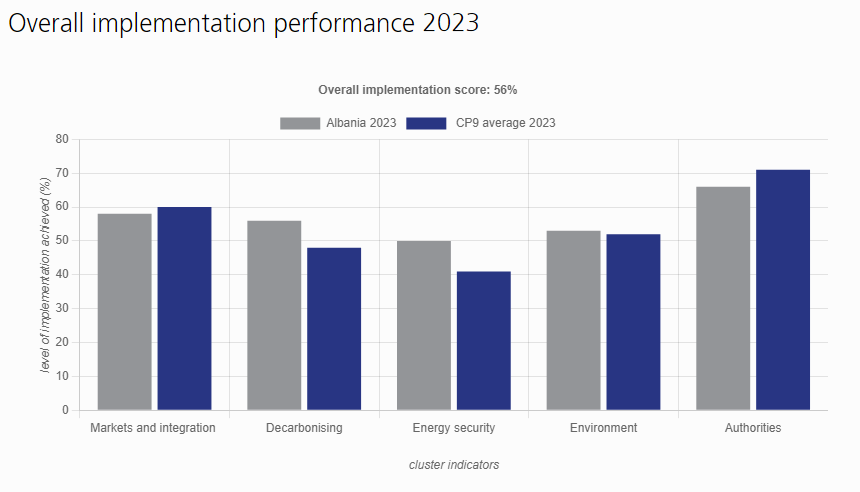 Overall implementation performance 2023
Overall implementation score: 56%
Albania 2023 CP9 average 2023
level of implementation achieved (%)
80
70
60
50
40
30
20
10
0
Markets and integration Decarbonising Energy security Environment Authorities
cluster indicators